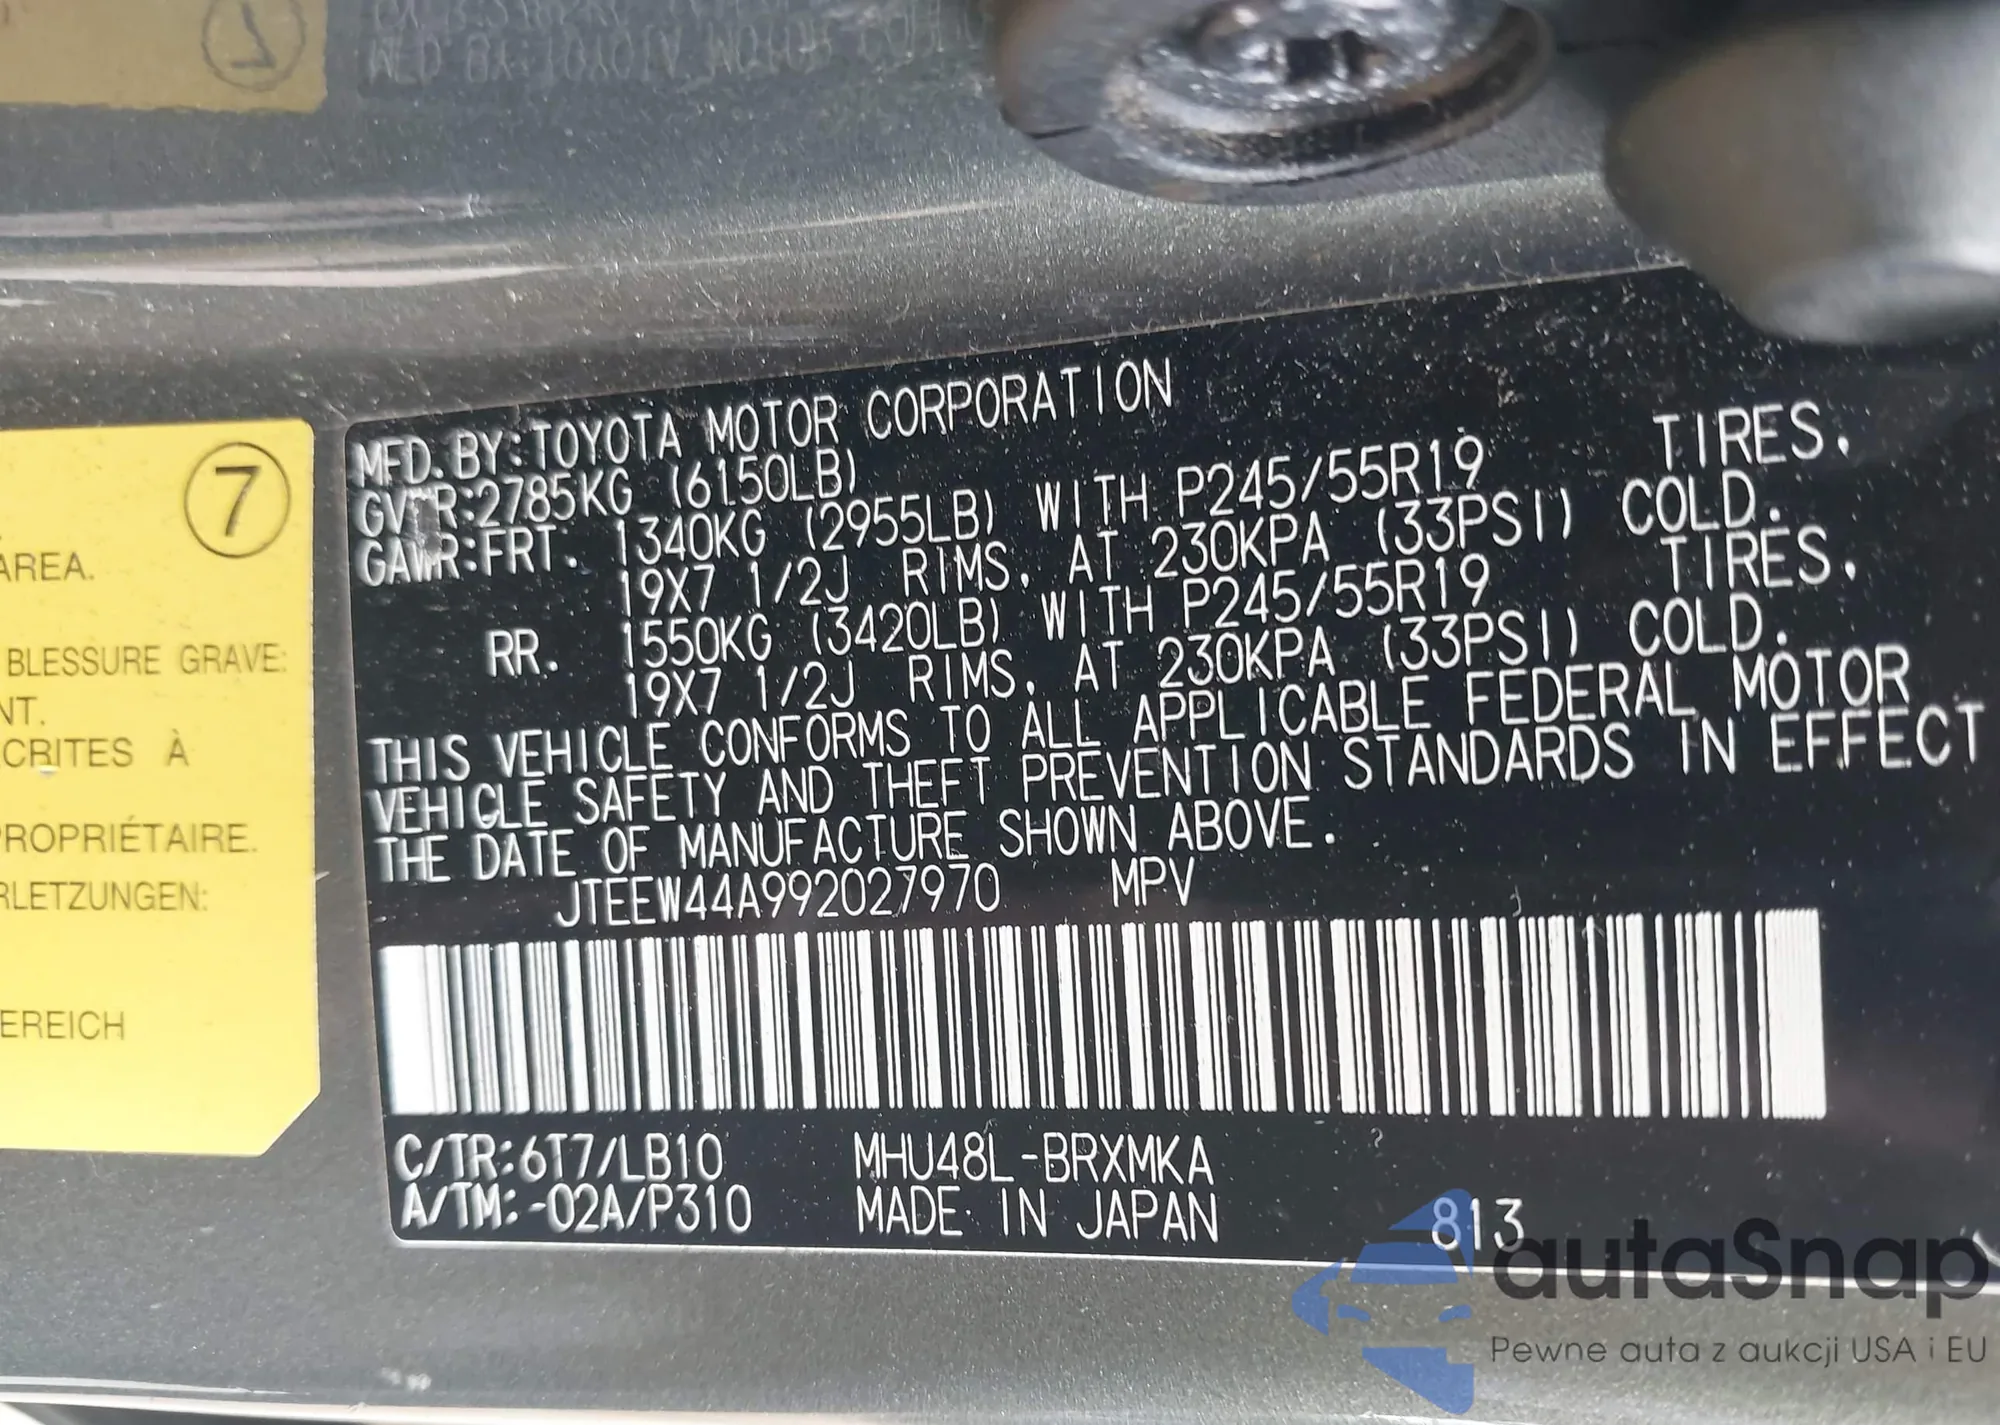 7
AREA.
BLESSURE GRAVE:
NT.
CRITES À
PROPRIÉTAIRE.
RLETZUNGEN:
EREICH
MFD. BY: TOYOTA MOTOR CORPORATION
GVWR: 2785KG (6150LB)
GAWR: FRT. 1340KG (2955LB) WITH P245/55R19 TIRES,
19X7 1/2J RIMS, AT 230KPA (33PSI) COLD.
RR. 1550KG (3420LB) WITH P245/55R19 TIRES,
19X7 1/2J RIMS, AT 230KPA (33PSI) COLD.
THIS VEHICLE CONFORMS TO ALL APPLICABLE FEDERAL MOTOR
VEHICLE SAFETY AND THEFT PREVENTION STANDARDS IN EFFECT
THE DATE OF MANUFACTURE SHOWN ABOVE.
JTEEW44A992027970 MPV
C/TR: 6T7/LB10 MHU48L-BRXMKA
A/TM: -02A/P310 MADE IN JAPAN 813
autaSnap
Pewne auta z aukcji USA i EU